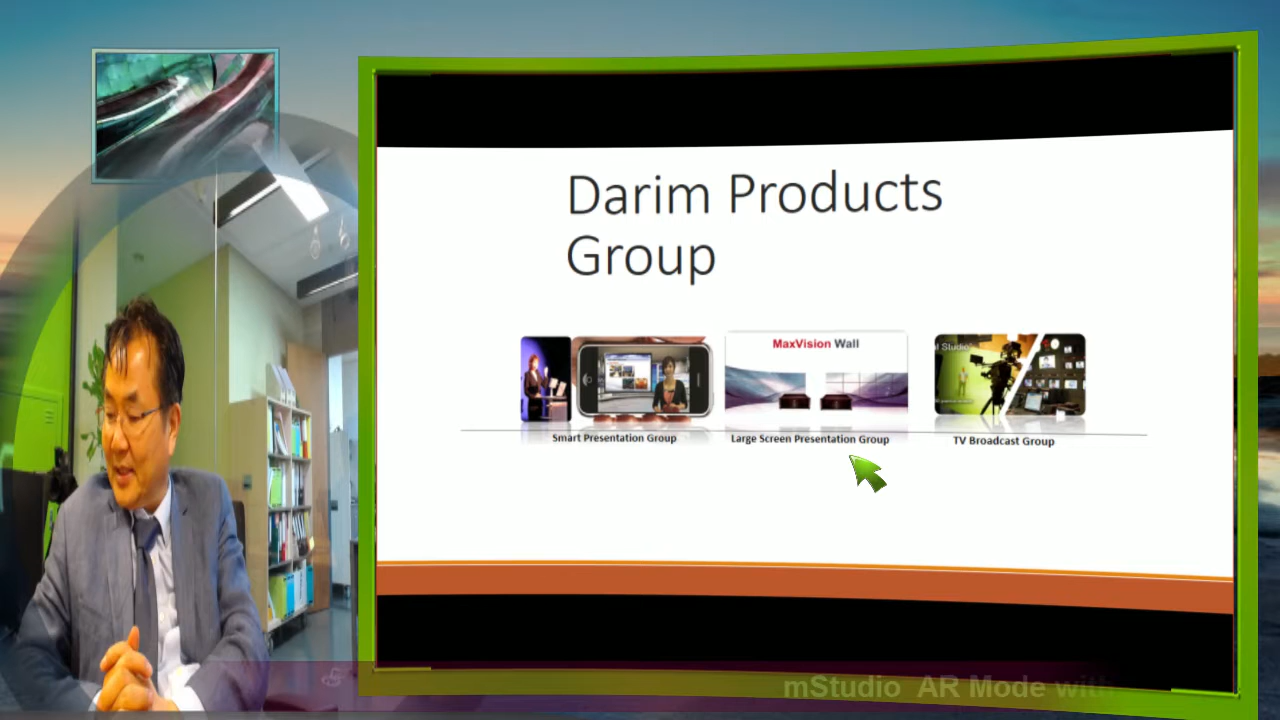 Darim Products
Group
MaxVision Wall
l Studio
Smart Presentation Group
Large Screen Presentation Group
TV Broadcast Group
mStudio AR Mode with